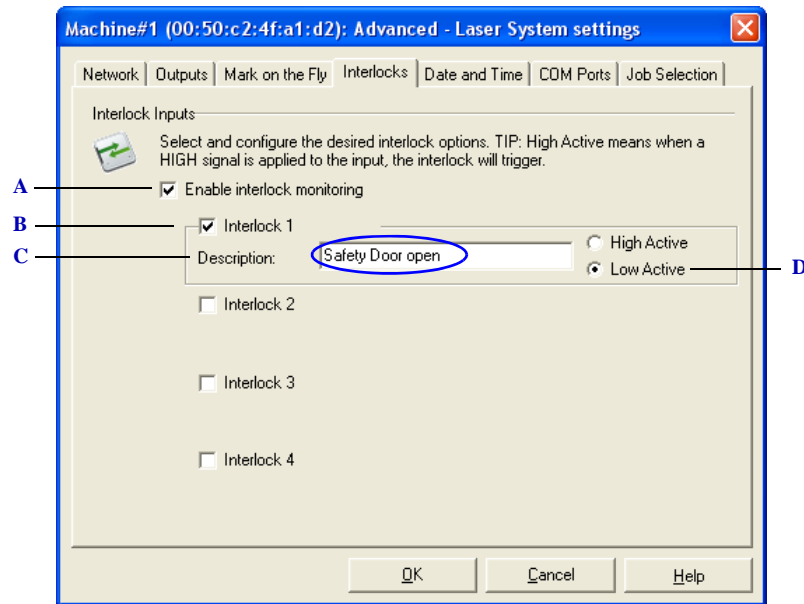 Machine#1 (00:50:c2:4f:a1:d2): Advanced - Laser System settings
Network Outputs Mark on the Fly Interlocks Date and Time COM Ports Job Selection
Interlock Inputs
Select and configure the desired interlock options. TIP: High Active means when a
HIGH signal is applied to the input, the interlock will trigger.
A
Enable interlock monitoring
B
Interlock 1
C
Description:
Safety Door open
High Active
Low Active
D
Interlock 2
Interlock 3
Interlock 4
OK Cancel Help